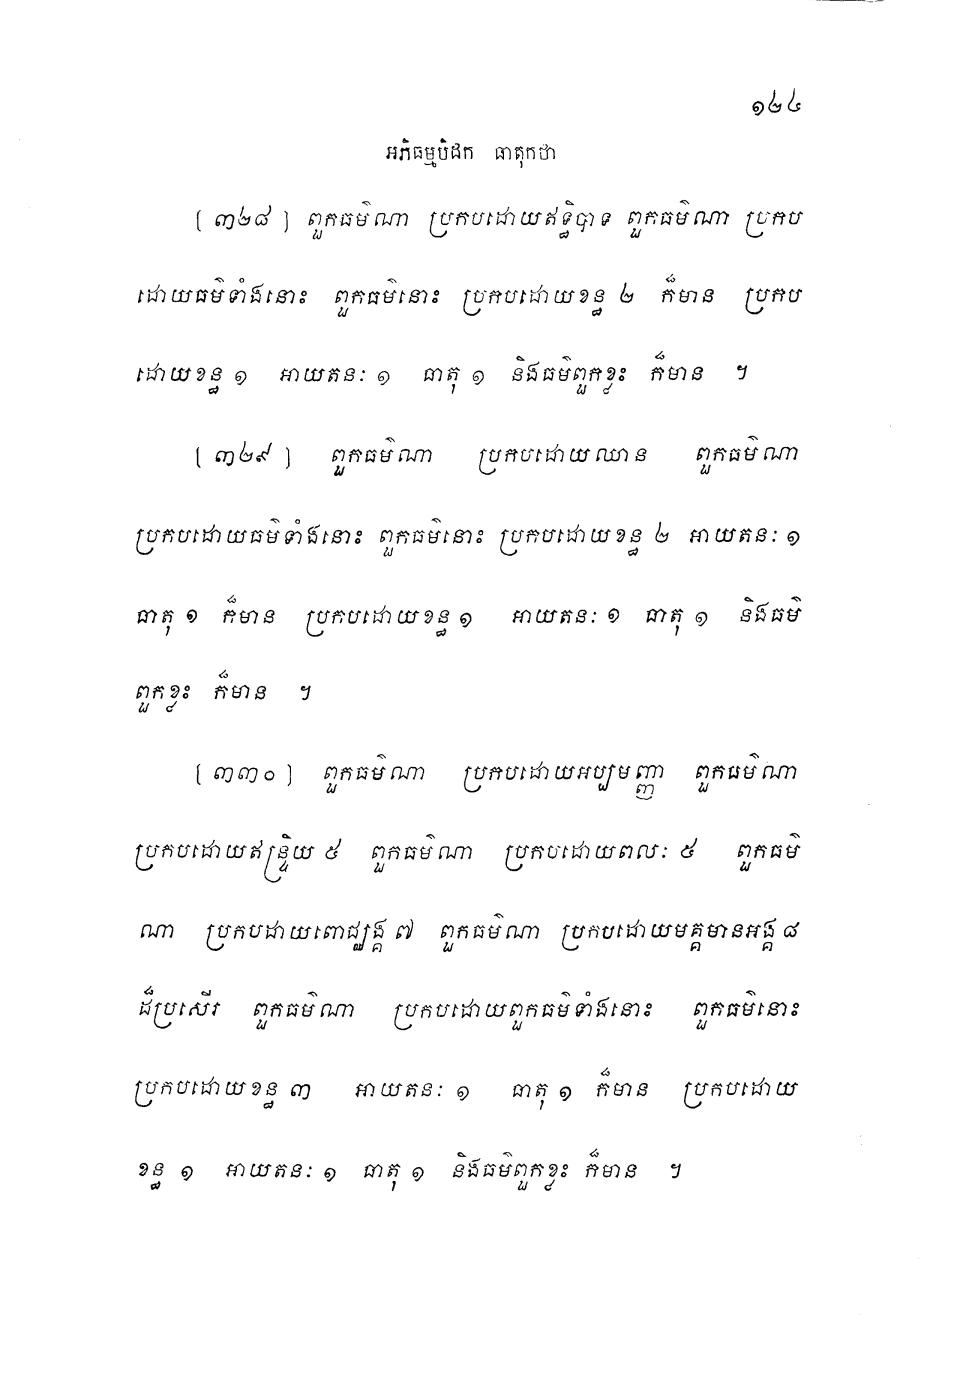 ១២៤
អភិធម្មបិដក ធាតុកថា
[ ៣២៨ ] ពួកធម៌ណា ប្រកបដោយឥទ្ធិបាទ ពួកធម៌ណា ប្រកប
ដោយធម៌ទាំងនោះ ពួកធម៌នោះ ប្រកបដោយខន្ធ ២ ក៏មាន ប្រកប
ដោយខន្ធ ១ អាយតនៈ ១ ធាតុ ១ និងធម៌ពួកខ្លះ ក៏មាន ។
[ ៣២៩ ] ពួកធម៌ណា ប្រកបដោយឈាន ពួកធម៌ណា
ប្រកបដោយធម៌ទាំងនោះ ពួកធម៌នោះ ប្រកបដោយខន្ធ ២ អាយតនៈ ១
ធាតុ ១ ក៏មាន ប្រកបដោយខន្ធ ១ អាយតនៈ ១ ធាតុ ១ និងធម៌
ពួកខ្លះ ក៏មាន ។
[ ៣៣០ ] ពួកធម៌ណា ប្រកបដោយអប្បមញ្ញា ពួកធម៌ណា
ប្រកបដោយឥន្ទ្រិយ ៥ ពួកធម៌ណា ប្រកបដោយពលៈ ៥ ពួកធម៌
ណា ប្រកបដាយពោជ្ឈង្គ ៧ ពួកធម៌ណា ប្រកបដោយមគ្គមានអង្គ ៨
ដ៏ប្រសើរ ពួកធម៌ណា ប្រកបដោយពួកធម៌ទាំងនោះ ពួកធម៌នោះ
ប្រកបដោយខន្ធ ៣ អាយតនៈ ១ ធាតុ ១ ក៏មាន ប្រកបដោយ
ខន្ធ ១ អាយតនៈ ១ ធាតុ ១ និងធម៌ពួកខ្លះ ក៏មាន ។